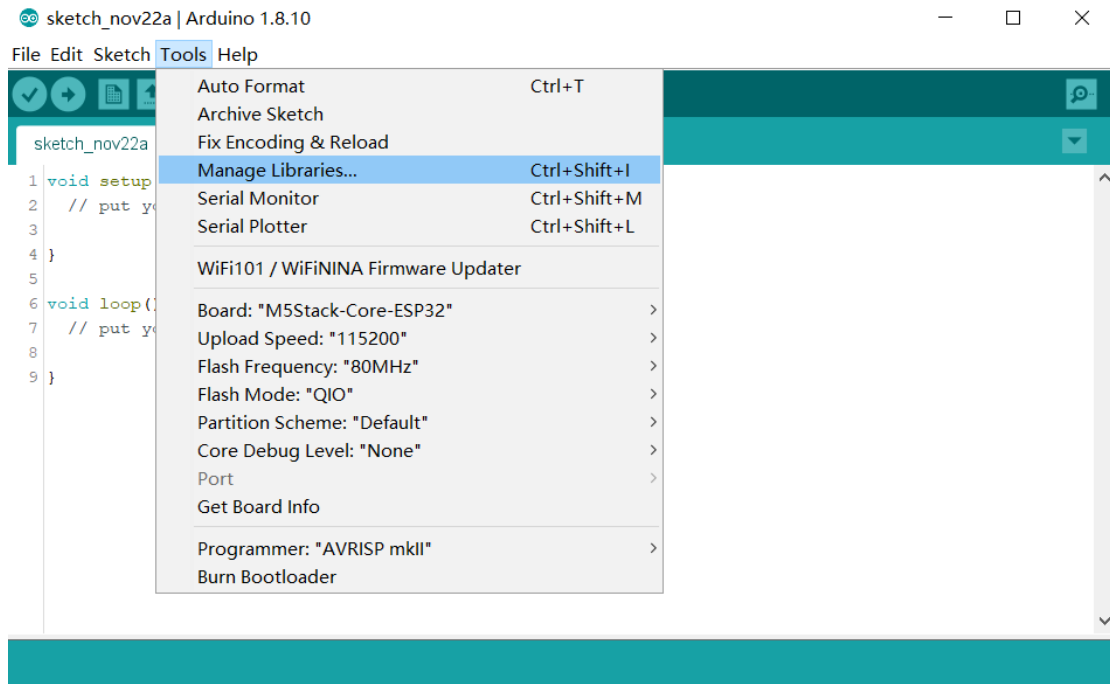 sketch_nov22a | Arduino 1.8.10
File Edit Sketch Tools Help
Auto Format Ctrl+T
Archive Sketch
sketch_nov22a Fix Encoding & Reload
1 void setup Manage Libraries... Ctrl+Shift+I
2 // put Serial Monitor Ctrl+Shift+M
3 Serial Plotter Ctrl+Shift+L
4 }
5 WiFi101 / WiFiNINA Firmware Updater
6 void loop( Board: "M5Stack-Core-ESP32"
7 // put Upload Speed: "115200"
8 Flash Frequency: "80MHz"
9 } Flash Mode: "QIO"
Partition Scheme: "Default"
Core Debug Level: "None"
Port
Get Board Info
Programmer: "AVRISP mkII"
Burn Bootloader